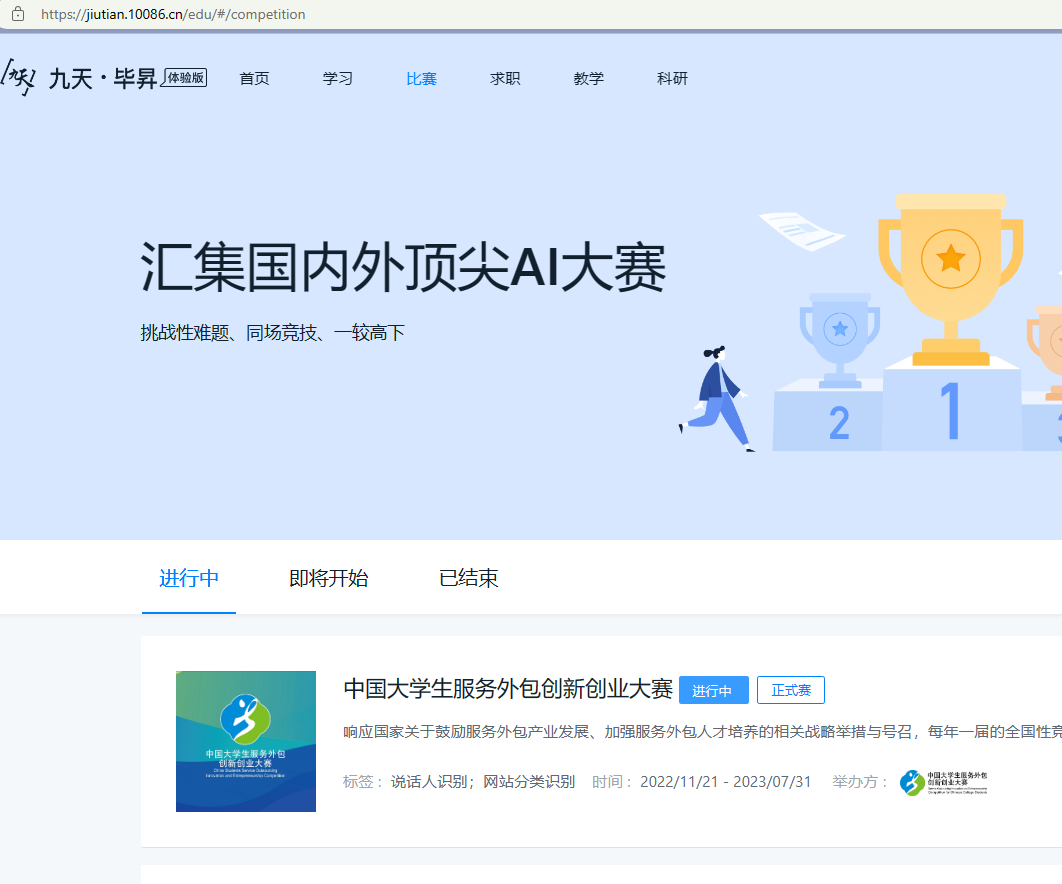 https://jiutian.10086.cn/edu/#/competition
九天·毕昇 体验版 首页 学习 比赛 求职 教学 科研
汇集国内外顶尖AI大赛
挑战性难题、同场竞技、一较高下
2 1
进行中 即将开始 已结束
中国大学生服务外包创新创业大赛 进行中 正式赛
响应国家关于鼓励服务外包产业发展、加强服务外包人才培养的相关战略举措与号召，每年一届的全国性竞
中国大学生服务外包
创新创业大赛
China Students Service Outsourcing
Innovation and Entrepreneurship Competition
标签： 说话人识别；网站分类识别 时间： 2022/11/21 - 2023/07/31 举办方：
中国大学生服务外包
创新创业大赛